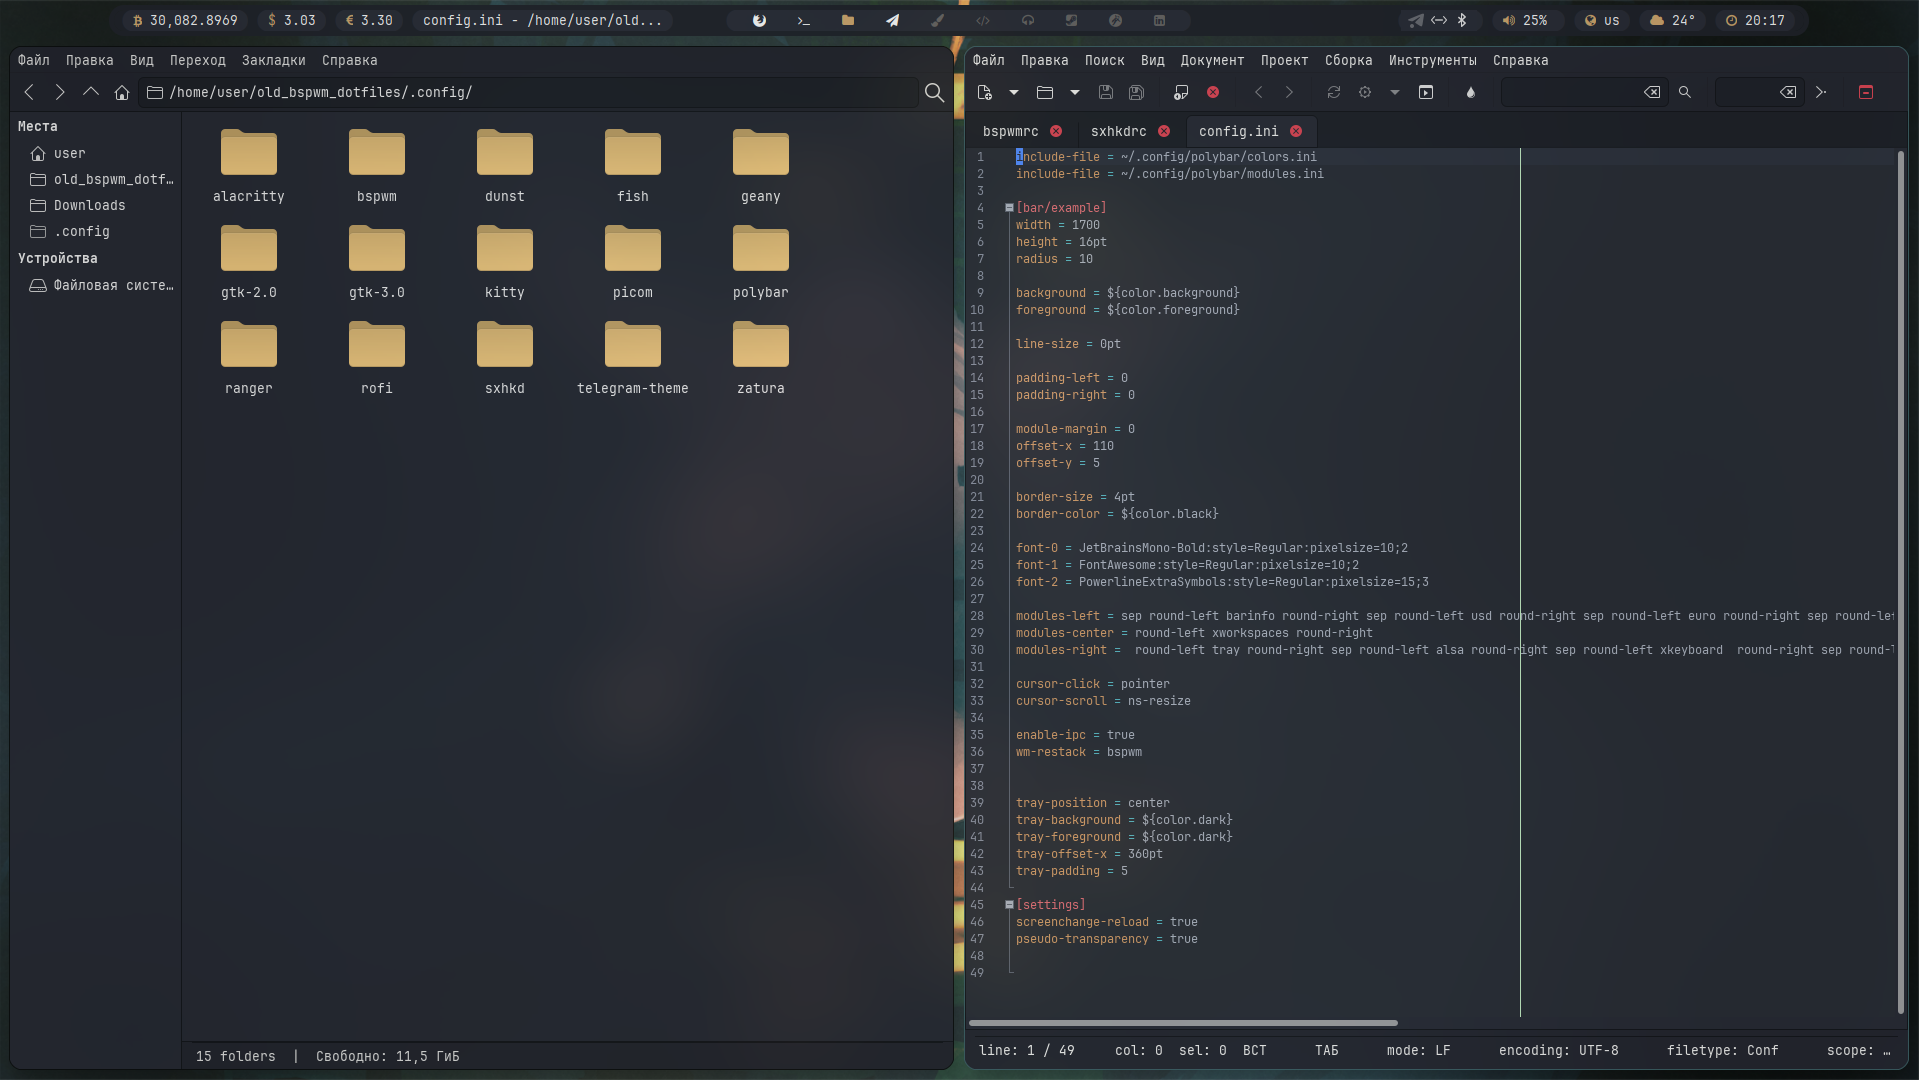 30,082.8969 $ 3.03 € 3.30 config.ini - /home/user/old... 25% us 24° 20:17
Файл Правка Вид Переход Закладки Справка
/home/user/old_bspwm_dotfiles/.config/
Места
user
old_bspwm_dotf…
Downloads
.config
Устройства
Файловая систе…
alacritty bspwm dunst fish geany
gtk-2.0 gtk-3.0 kitty picom polybar
ranger rofi sxhkd telegram-theme zatura
15 folders | Свободно: 11,5 ГиБ
Файл Правка Поиск Вид Документ Проект Сборка Инструменты Справка
bspwmrc sxhkdrc config.ini
1 include-file = ~/.config/polybar/colors.ini
2 include-file = ~/.config/polybar/modules.ini
3
4 [bar/example]
5 width = 1700
6 height = 16pt
7 radius = 10
8
9 background = ${color.background}
10 foreground = ${color.foreground}
11
12 line-size = 0pt
13
14 padding-left = 0
15 padding-right = 0
16
17 module-margin = 0
18 offset-x = 110
19 offset-y = 5
20
21 border-size = 4pt
22 border-color = ${color.black}
23
24 font-0 = JetBrainsMono-Bold:style=Regular:pixelsize=10;2
25 font-1 = FontAwesome:style=Regular:pixelsize=10;2
26 font-2 = PowerlineExtraSymbols:style=Regular:pixelsize=15;3
27
28 modules-left = sep round-left barinfo round-right sep round-left usd round-right sep round-left euro round-right sep round-lef
29 modules-center = round-left xworkspaces round-right
30 modules-right =  round-left tray round-right sep round-left alsa round-right sep round-left xkeyboard  round-right sep round-l
31
32 cursor-click = pointer
33 cursor-scroll = ns-resize
34
35 enable-ipc = true
36 wm-restack = bspwm
37
38
39 tray-position = center
40 tray-background = ${color.dark}
41 tray-foreground = ${color.dark}
42 tray-offset-x = 360pt
43 tray-padding = 5
44
45 [settings]
46 screenchange-reload = true
47 pseudo-transparency = true
48
49
line: 1 / 49 col: 0 sel: 0 ВСТ ТАБ mode: LF encoding: UTF-8 filetype: Conf scope: …